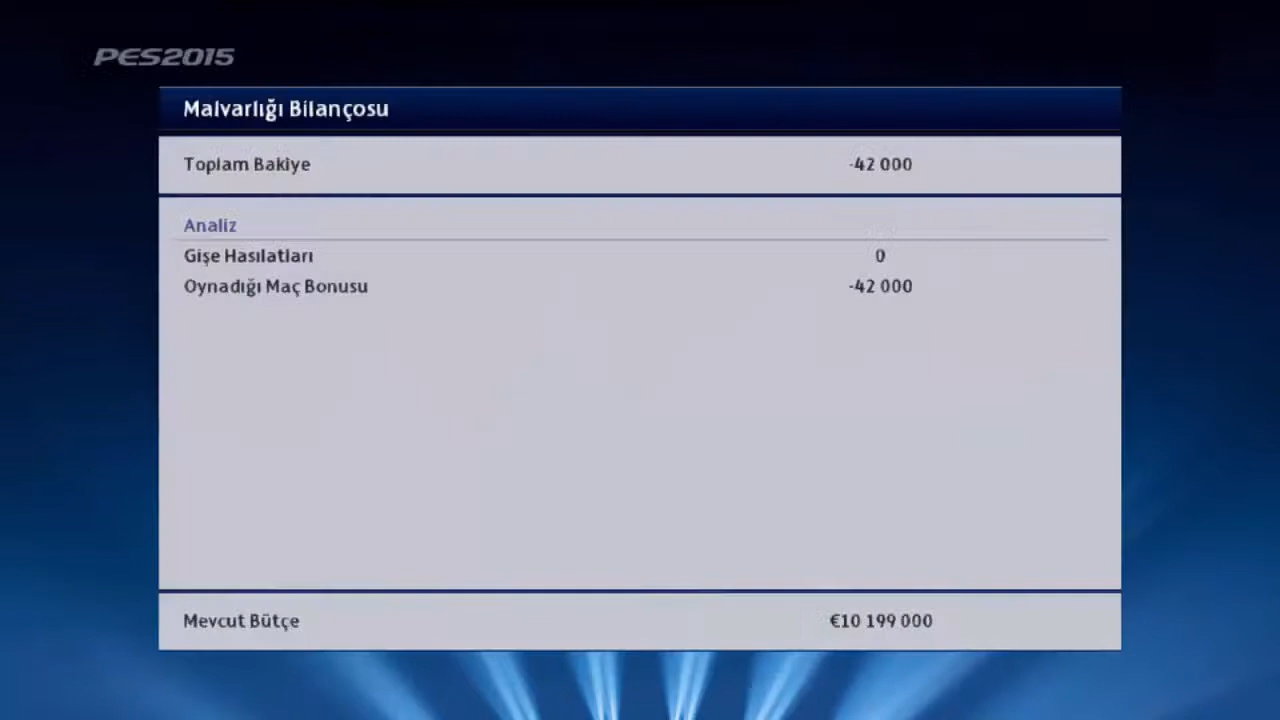 PES2015
Malvarlığı Bilançosu
Toplam Bakiye -42 000
Analiz
Gişe Hasılatları 0
Oynadığı Maç Bonusu -42 000
Mevcut Bütçe €10 199 000